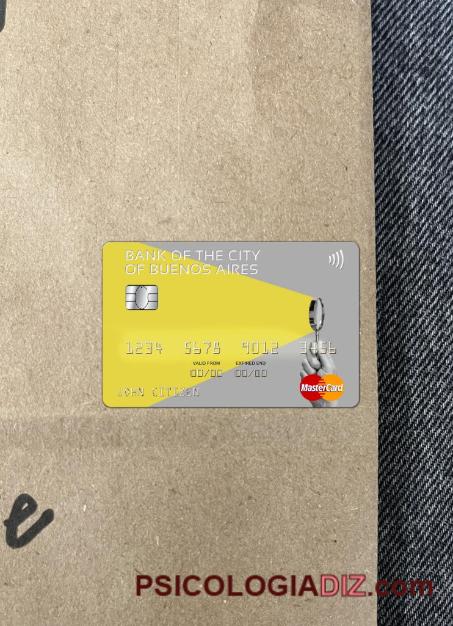 BANK OF THE CITY
OF BUENOS AIRES
1234 5678 9012 3456
VALID FROM EXPIRED END
00/00 00/00
JOHN CITIZEN
MasterCard
e
PSICOLOGIADIZ.com